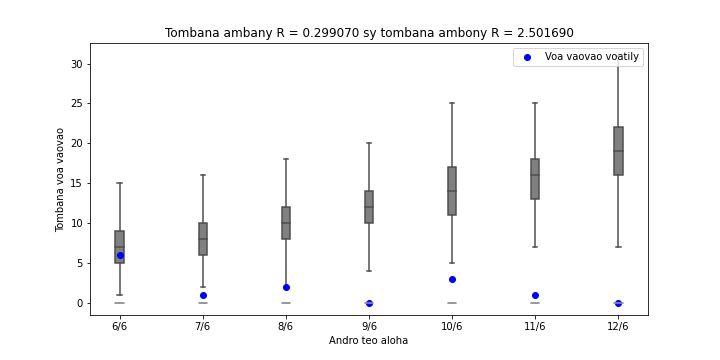 Tombana ambany R = 0.299070 sy tombana ambony R = 2.501690
Voa vaovao voatily
Tombana voa vaovao
30
25
20
15
10
5
0
6/6 7/6 8/6 9/6 10/6 11/6 12/6
Andro teo aloha